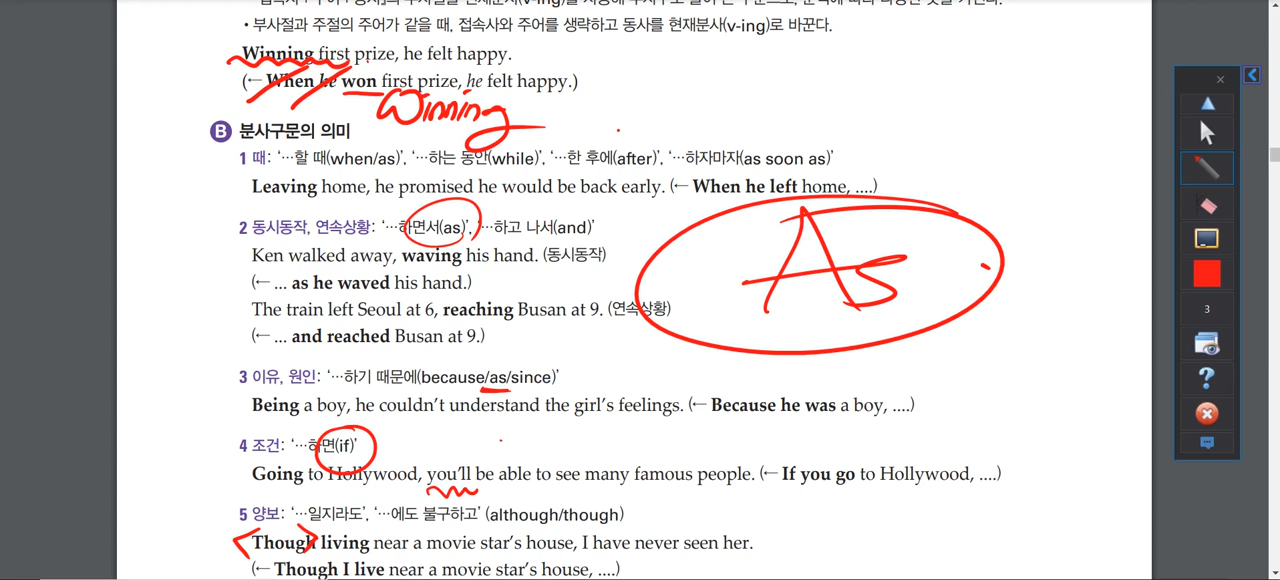 • 부사절과 주절의 주어가 같을 때, 접속사와 주어를 생략하고 동사를 현재분사(v-ing)로 바꾼다.
Winning first prize, he felt happy.
(← When he won first prize, he felt happy.)
Winning
B 분사구문의 의미
1 때: ‘…할 때(when/as)’, ‘…하는 동안(while)’, ‘…한 후에(after)’, ‘…하자마자(as soon as)’
Leaving home, he promised he would be back early. (← When he left home, ....)
2 동시동작, 연속상황: ‘…하면서(as)’, ‘…하고 나서(and)’
Ken walked away, waving his hand. (동시동작)
(← ... as he waved his hand.)
As
The train left Seoul at 6, reaching Busan at 9. (연속상황)
(← ... and reached Busan at 9.)
3 이유, 원인: ‘…하기 때문에(because/as/since)’
Being a boy, he couldn’t understand the girl’s feelings. (← Because he was a boy, ....)
4 조건: ‘…하면(if)’
Going to Hollywood, you’ll be able to see many famous people. (← If you go to Hollywood, ....)
5 양보: ‘…일지라도’, ‘…에도 불구하고’ (although/though)
Though living near a movie star’s house, I have never seen her.
(← Though I live near a movie star’s house, ....)
3